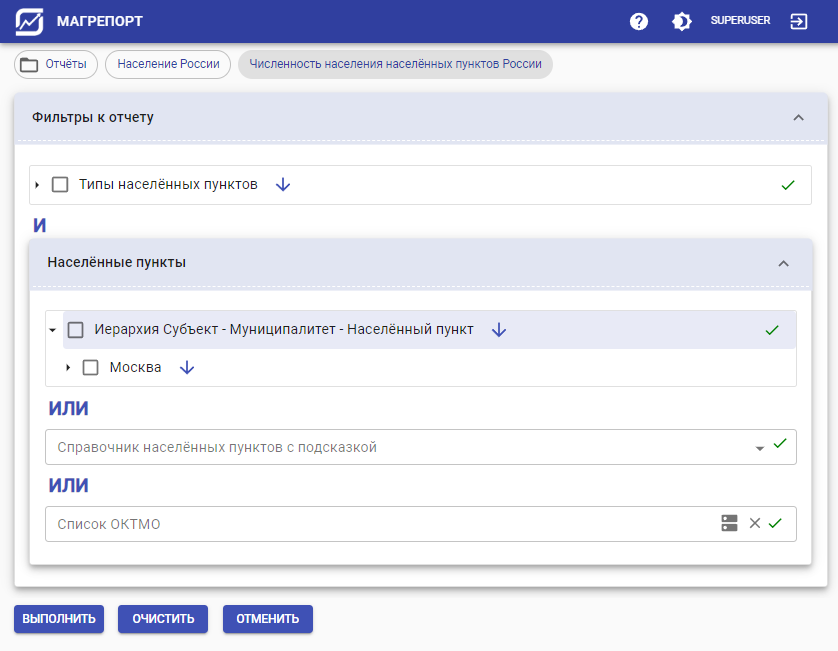 МАГРЕПОРТ
SUPERUSER
Отчёты
Население России
Численность населения населённых пунктов России
Фильтры к отчету
Типы населённых пунктов
И
Населённые пункты
Иерархия Субъект - Муниципалитет - Населённый пункт
Москва
ИЛИ
Справочник населённых пунктов с подсказкой
ИЛИ
Список ОКТМО
ВЫПОЛНИТЬ
ОЧИСТИТЬ
ОТМЕНИТЬ